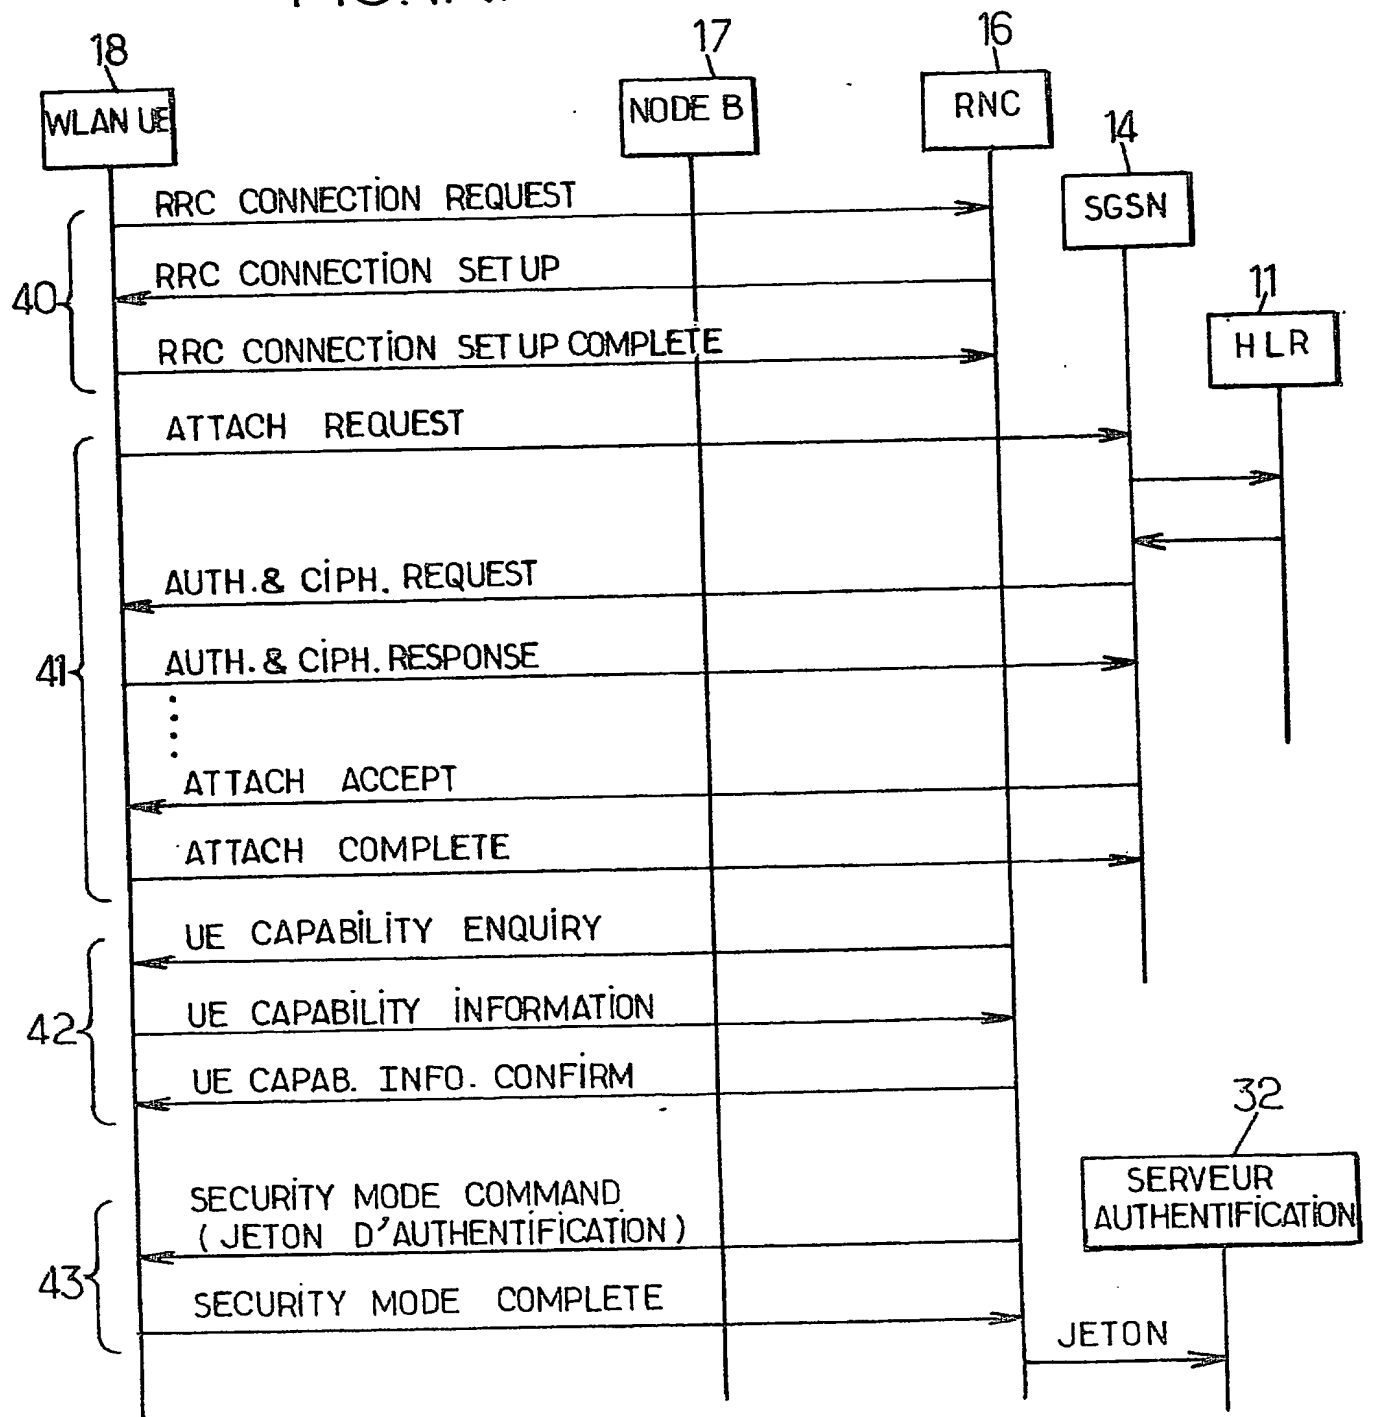 18
17
16
WLAN UE
NODE B
RNC
14
SGSN
RRC CONNECTION REQUEST
11
HLR
RRC CONNECTION SET UP
40
RRC CONNECTION SET UP COMPLETE
ATTACH REQUEST
AUTH. & CIPH. REQUEST
41
AUTH. & CIPH. RESPONSE
ATTACH ACCEPT
ATTACH COMPLETE
UE CAPABILITY ENQUIRY
42
UE CAPABILITY INFORMATION
UE CAPAB. INFO. CONFIRM
32
SERVEUR
AUTHENTIFICATION
SECURITY MODE COMMAND
(JETON D'AUTHENTIFICATION)
43
SECURITY MODE COMPLETE
JETON